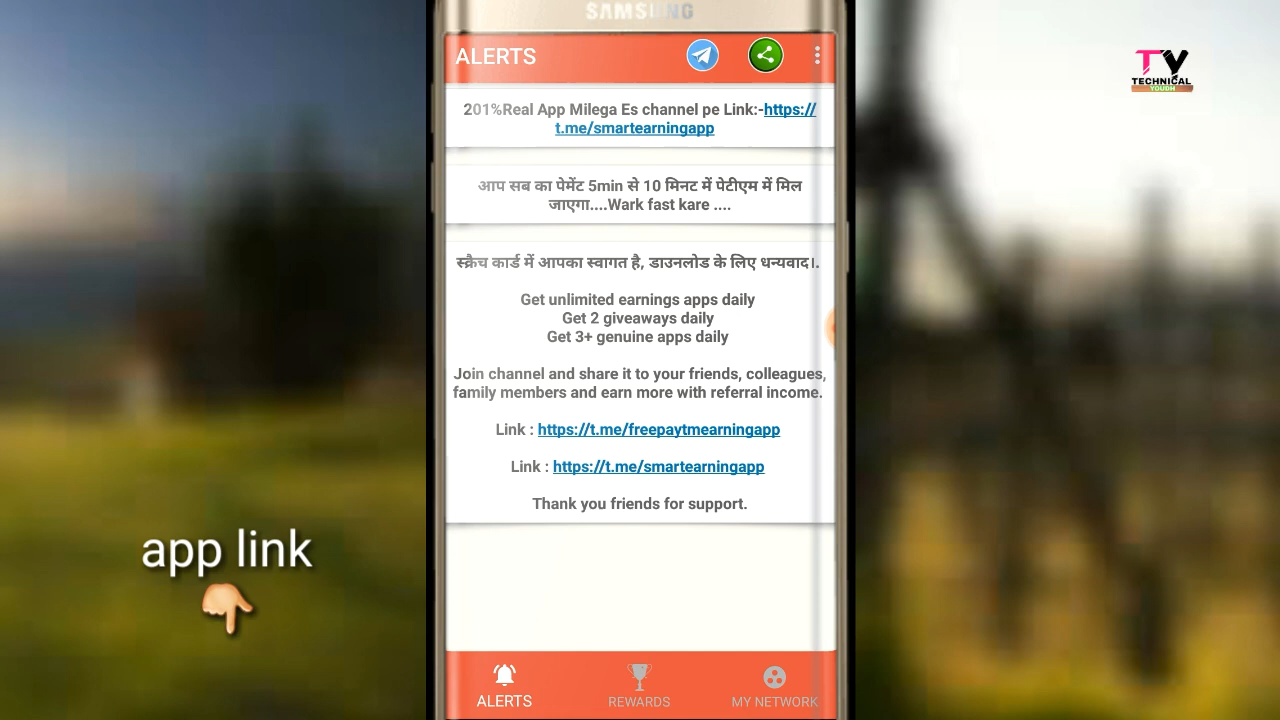 SAMSUNG
ALERTS
TY
TECHNICAL
YOUDH
201%Real App Milega Es channel pe Link:-https://
t.me/smartearningapp
आप सब का पेमेंट 5min से 10 मिनट में पेटीएम में मिल
जाएगा....Wark fast kare ....
स्क्रैच कार्ड में आपका स्वागत है, डाउनलोड के लिए धन्यवाद।.
Get unlimited earnings apps daily
Get 2 giveaways daily
Get 3+ genuine apps daily
Join channel and share it to your friends, colleagues,
family members and earn more with referral income.
Link : https://t.me/freepaytmearningapp
Link : https://t.me/smartearningapp
Thank you friends for support.
app link
ALERTS
REWARDS
MY NETWORK